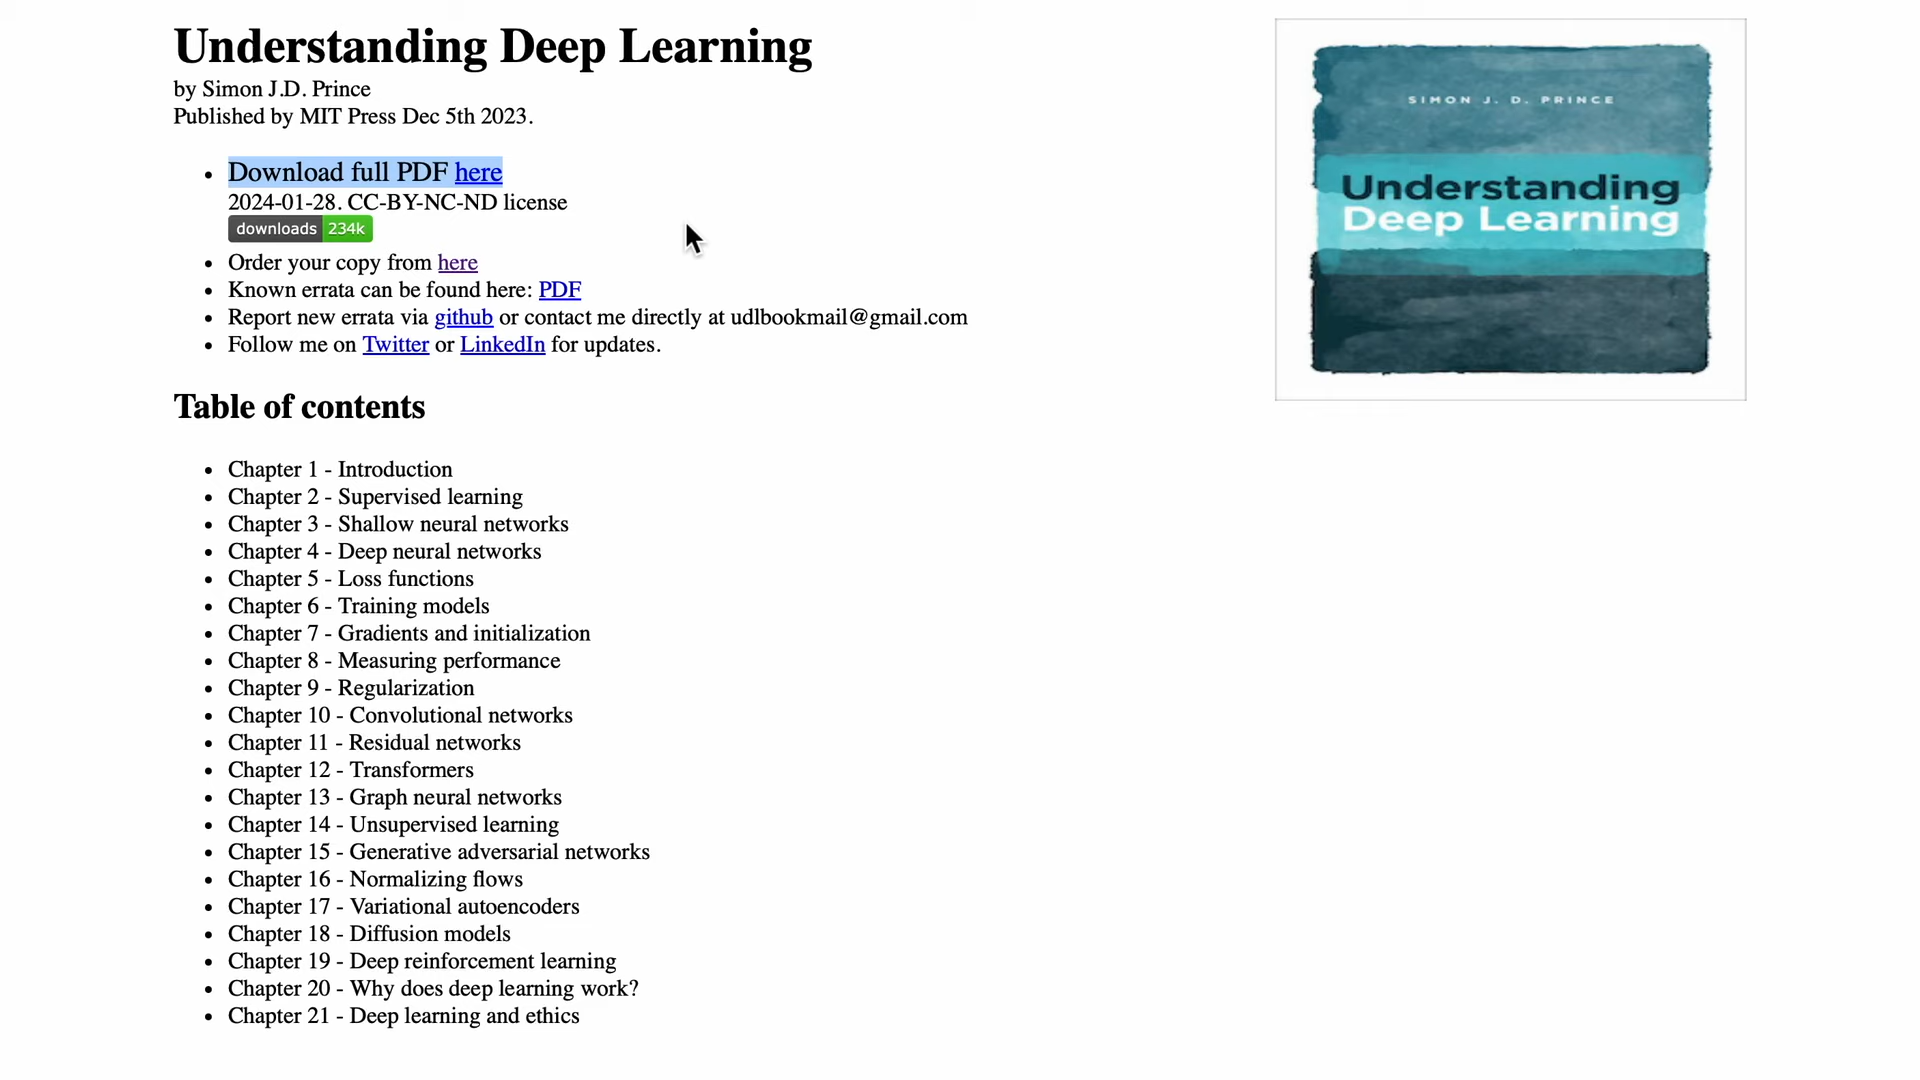 Understanding Deep Learning
by Simon J.D. Prince
Published by MIT Press Dec 5th 2023.
Download full PDF here
2024-01-28. CC-BY-NC-ND license
downloads 234k
Order your copy from here
Known errata can be found here: PDF
Report new errata via github or contact me directly at udlbookmail@gmail.com
Follow me on Twitter or LinkedIn for updates.
SIMON J. D. PRINCE
Understanding
Deep Learning
Table of contents
Chapter 1 - Introduction
Chapter 2 - Supervised learning
Chapter 3 - Shallow neural networks
Chapter 4 - Deep neural networks
Chapter 5 - Loss functions
Chapter 6 - Training models
Chapter 7 - Gradients and initialization
Chapter 8 - Measuring performance
Chapter 9 - Regularization
Chapter 10 - Convolutional networks
Chapter 11 - Residual networks
Chapter 12 - Transformers
Chapter 13 - Graph neural networks
Chapter 14 - Unsupervised learning
Chapter 15 - Generative adversarial networks
Chapter 16 - Normalizing flows
Chapter 17 - Variational autoencoders
Chapter 18 - Diffusion models
Chapter 19 - Deep reinforcement learning
Chapter 20 - Why does deep learning work?
Chapter 21 - Deep learning and ethics